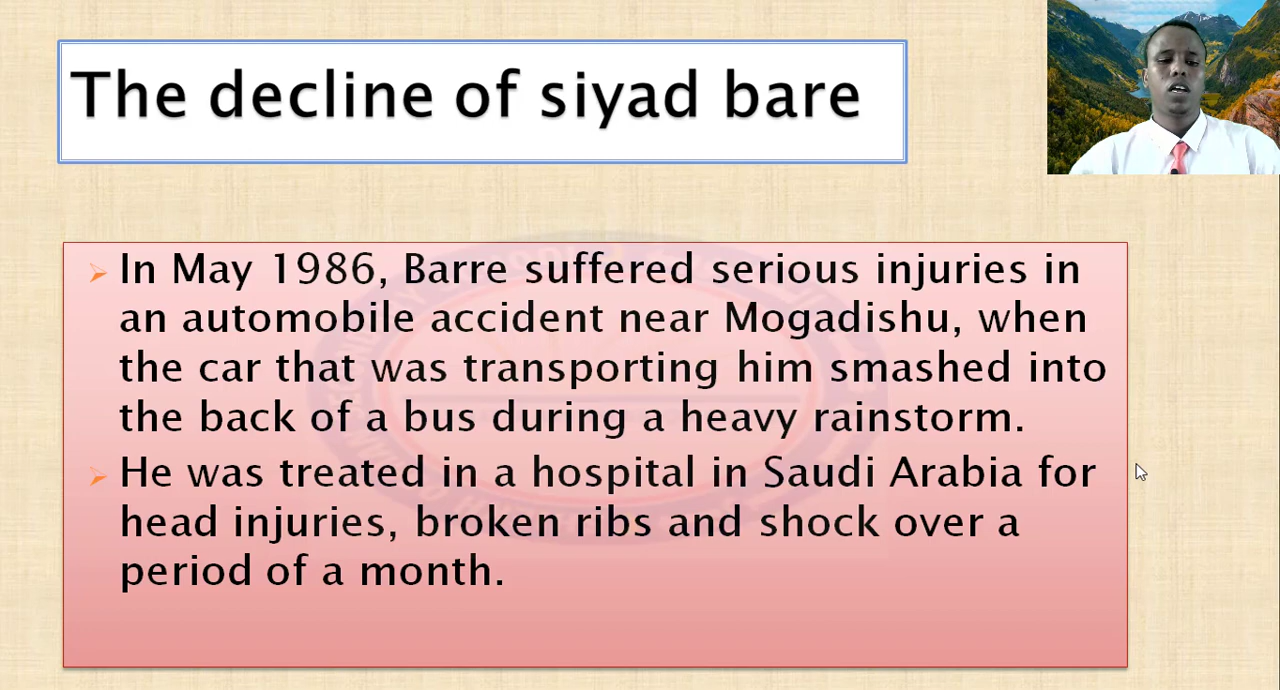 The decline of siyad bare
In May 1986, Barre suffered serious injuries in
an automobile accident near Mogadishu, when
the car that was transporting him smashed into
the back of a bus during a heavy rainstorm.
He was treated in a hospital in Saudi Arabia for
head injuries, broken ribs and shock over a
period of a month.